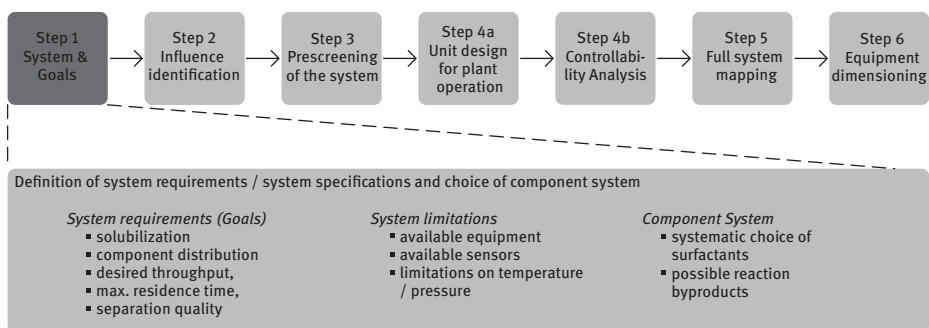 Step 1
System &
Goals
Step 2
Influence
identification
Step 3
Prescreening
of the system
Step 4a
Unit design
for plant
operation
Step 4b
Controllabi-
lity Analysis
Step 5
Full system
mapping
Step 6
Equipment
dimensioning
Definition of system requirements / system specifications and choice of component system
System requirements (Goals)
▪ solubilization
▪ component distribution
▪ desired throughput,
▪ max. residence time,
▪ separation quality
System limitations
▪ available equipment
▪ available sensors
▪ limitations on temperature
/ pressure
Component System
▪ systematic choice of
surfactants
▪ possible reaction
byproducts